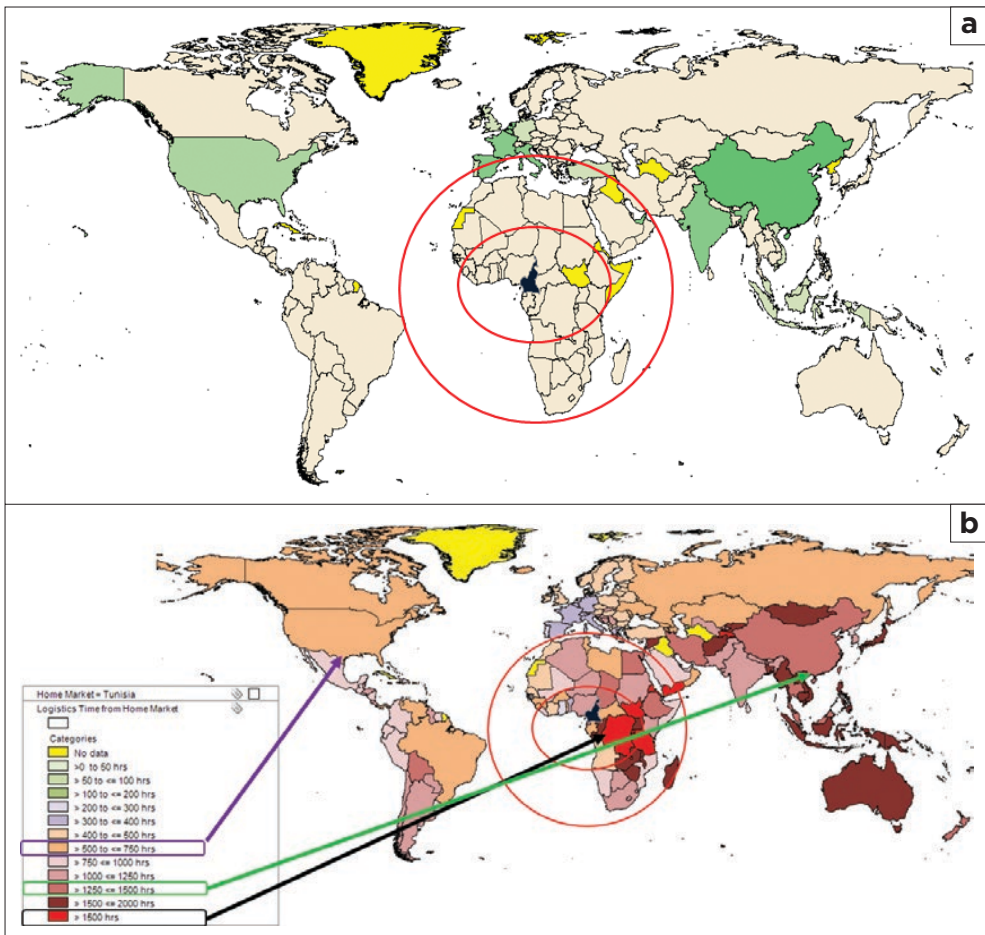 a
b
Home Market = Tunisia
Logistics Time from Home Market
Categories
No data
>0 to 50 hrs
> 50 to <= 100 hrs
> 100 to <= 200 hrs
> 200 to <= 300 hrs
> 300 to <= 400 hrs
> 400 to <= 500 hrs
> 500 to <= 750 hrs
> 750 <= 1000 hrs
> 1000 <= 1250 hrs
> 1250 <= 1500 hrs
> 1500 <= 2000 hrs
> 1500 hrs